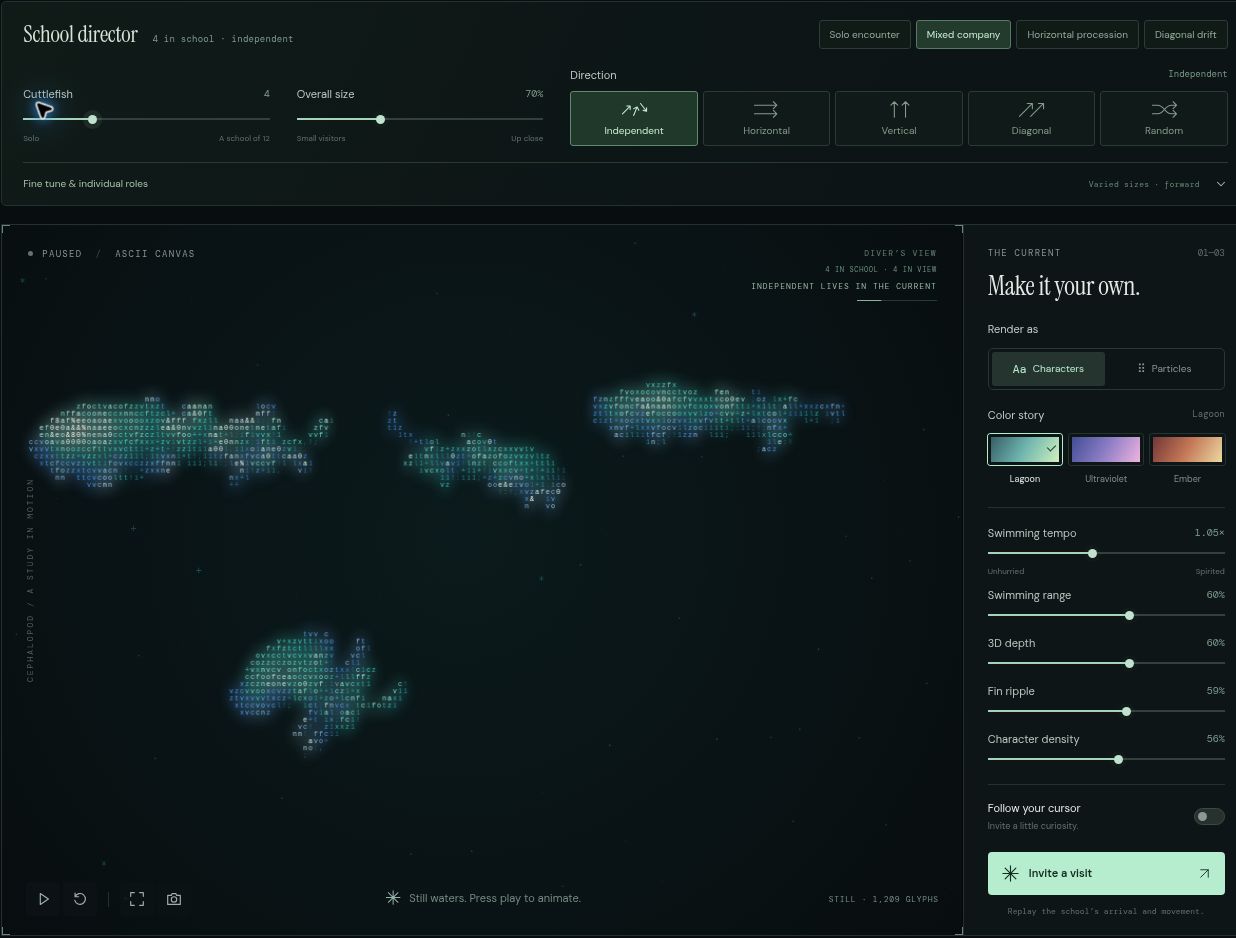 School director
4 in school · independent
Solo encounter
Mixed company
Horizontal procession
Diagonal drift
Cuttlefish
4
Solo
A school of 12
Overall size
70%
Small visitors
Up close
Direction
Independent
Independent
Horizontal
Vertical
Diagonal
Random
Fine tune & individual roles
Varied sizes · forward
PAUSED / ASCII CANVAS
DIVER'S VIEW
4 IN SCHOOL · 4 IN VIEW
INDEPENDENT LIVES IN THE CURRENT
CEPHALOPOD / A STUDY IN MOTION
Still waters. Press play to animate.
STILL · 1,209 GLYPHS
THE CURRENT
01—03
Make it your own.
Render as
Aa Characters
Particles
Color story
Lagoon
Lagoon
Ultraviolet
Ember
Swimming tempo
1.05×
Unhurried
Spirited
Swimming range
60%
3D depth
60%
Fin ripple
59%
Character density
56%
Follow your cursor
Invite a little curiosity.
Invite a visit
Replay the school's arrival and movement.